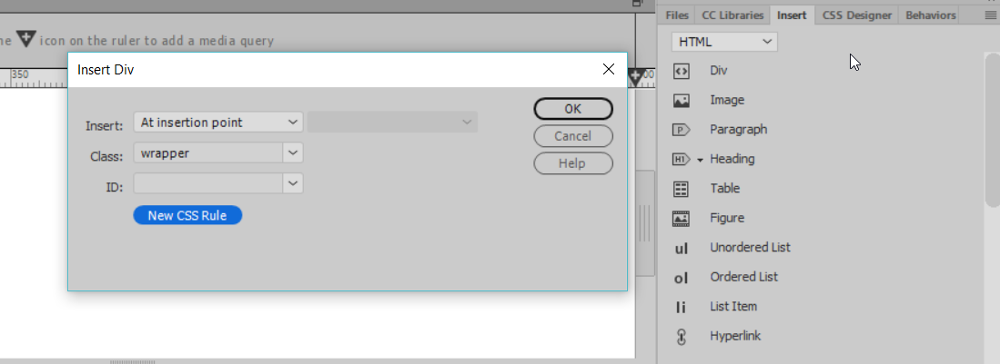 Files CC Libraries Insert CSS Designer Behaviors
icon on the ruler to add a media query
HTML
350
00
Insert Div
Insert: At insertion point
Class: wrapper
ID:
New CSS Rule
OK
Cancel
Help
Div
Image
P Paragraph
H1 Heading
Table
Figure
ul Unordered List
ol Ordered List
li List Item
Hyperlink